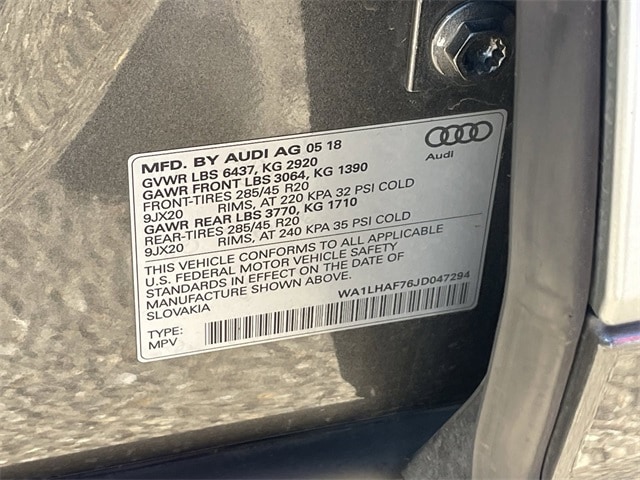 MFD. BY AUDI AG 05 18
GVWR LBS 6437, KG 2920
GAWR FRONT LBS 3064, KG 1390
FRONT-TIRES 285/45 R20
9JX20 RIMS, AT 220 KPA 32 PSI COLD
GAWR REAR LBS 3770, KG 1710
REAR-TIRES 285/45 R20
9JX20 RIMS, AT 240 KPA 35 PSI COLD
THIS VEHICLE CONFORMS TO ALL APPLICABLE
U.S. FEDERAL MOTOR VEHICLE SAFETY
STANDARDS IN EFFECT ON THE DATE OF
MANUFACTURE SHOWN ABOVE.
SLOVAKIA WA1LHAF76JD047294
TYPE:
MPV
Audi